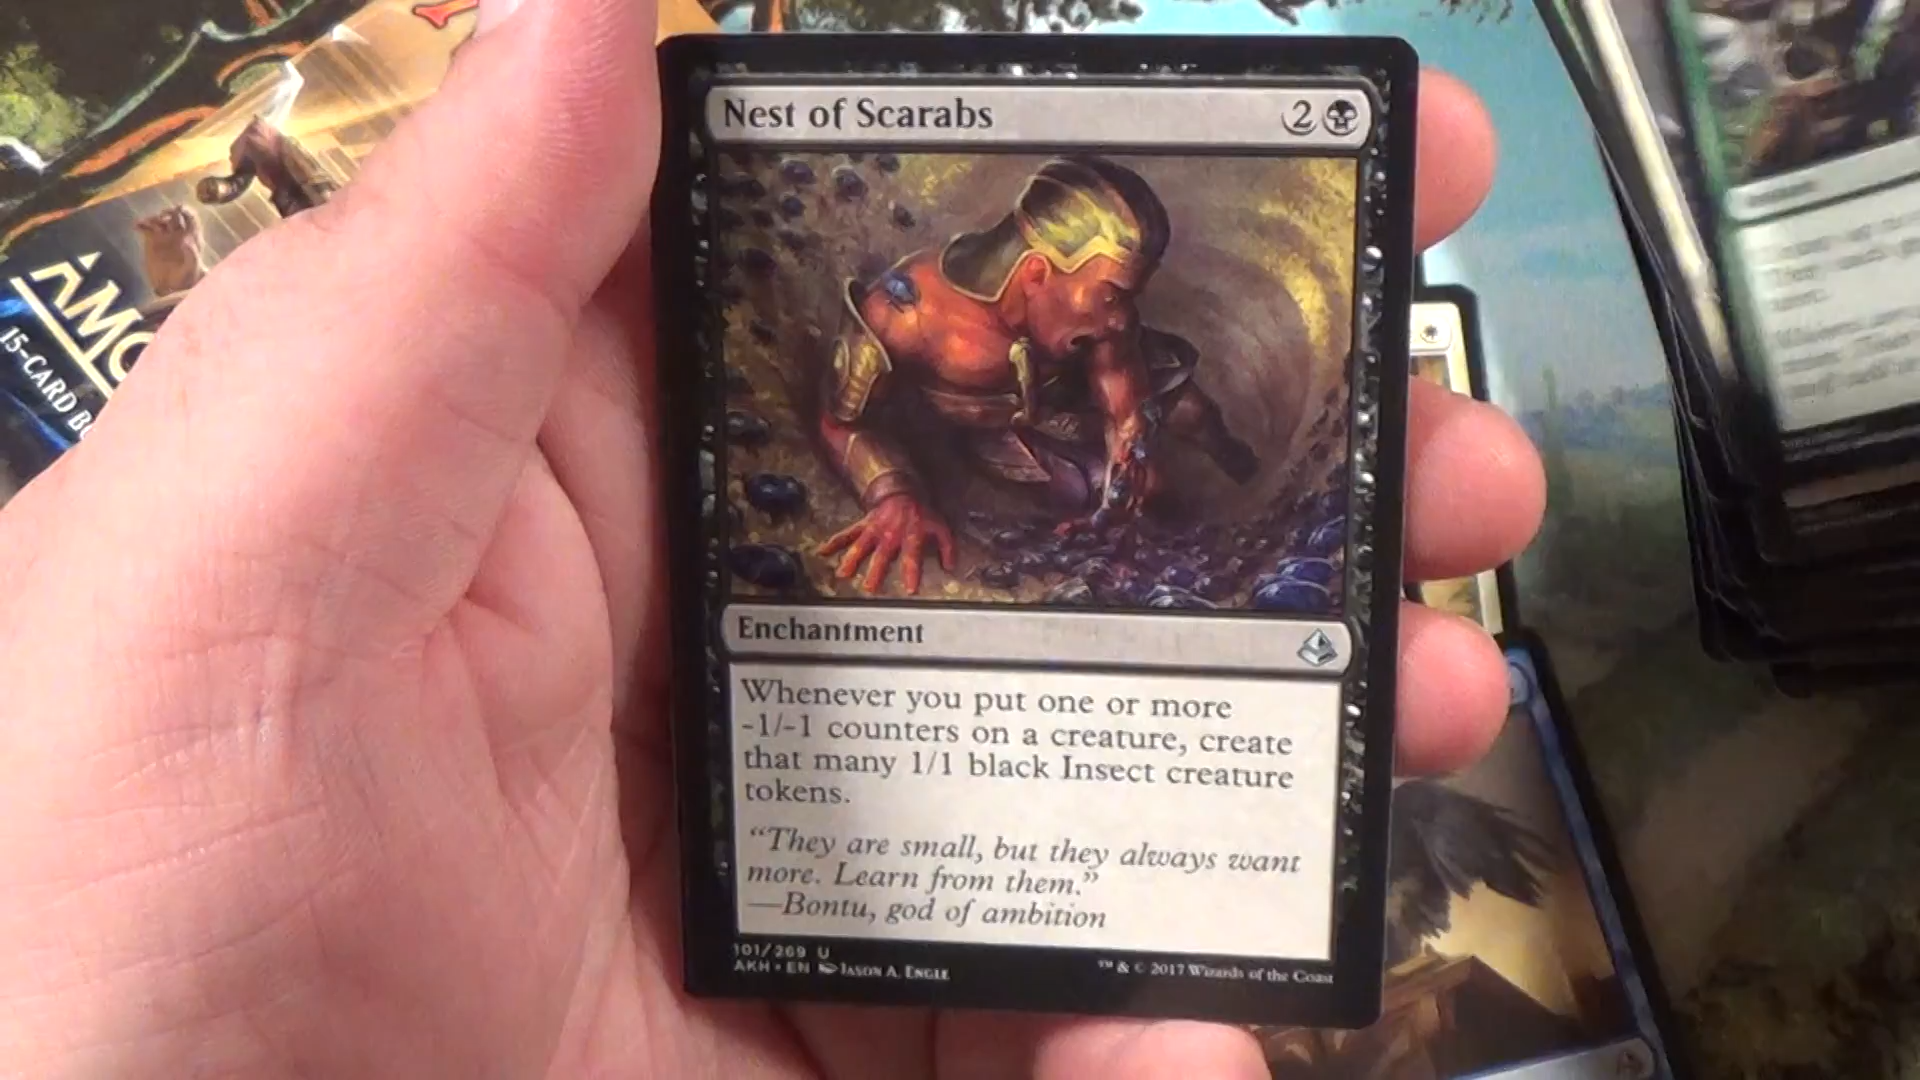 Nest of Scarabs 2
Enchantment
Whenever you put one or more
-1/-1 counters on a creature, create
that many 1/1 black Insect creature
tokens.
“They are small, but they always want
more. Learn from them.”
—Bontu, god of ambition
101/269 U
AKH • EN Jason A. Engle
™ & © 2017 Wizards of the Coast
AMO
15-CARD BO